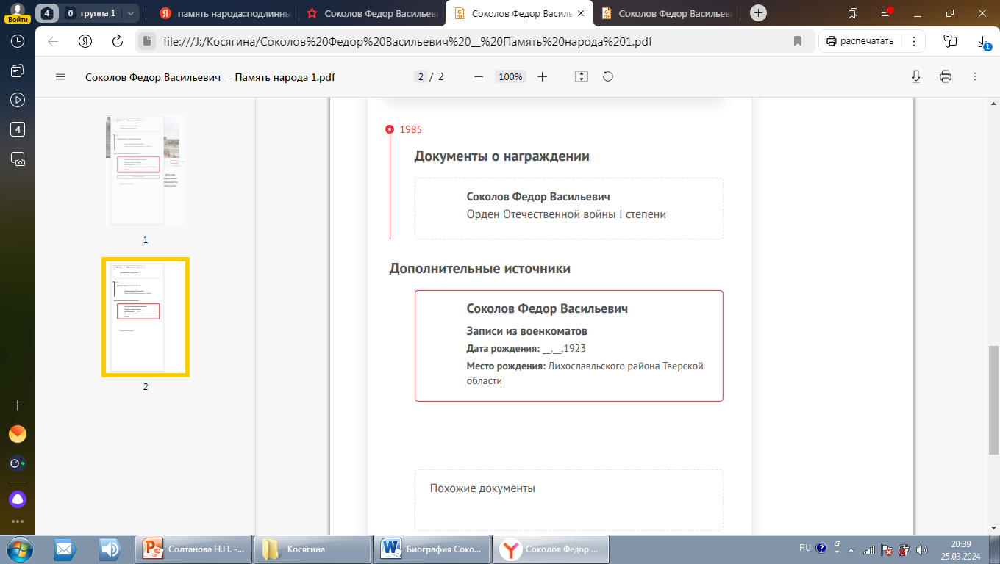 4
0 группа 1
память народа::подлинны
Соколов Федор Васильеви
Соколов Федор Василь
Соколов Федор Васильеви
Войти
file:///J:/Косягина/Соколов%20Федор%20Васильевич%20__%20Память%20народа%201.pdf
распечатать
1
Соколов Федор Васильевич __ Память народа 1.pdf
2 / 2
100%
4
1
2
1985
Документы о награждении
Соколов Федор Васильевич
Орден Отечественной войны I степени
Дополнительные источники
Соколов Федор Васильевич
Записи из военкоматов
Дата рождения: __.__.1923
Место рождения: Лихославльского района Тверской
области
Похожие документы
Солтанова Н.Н. -...
Косягина
Биография Соко...
Соколов Федор ...
RU
20:39
25.03.2024